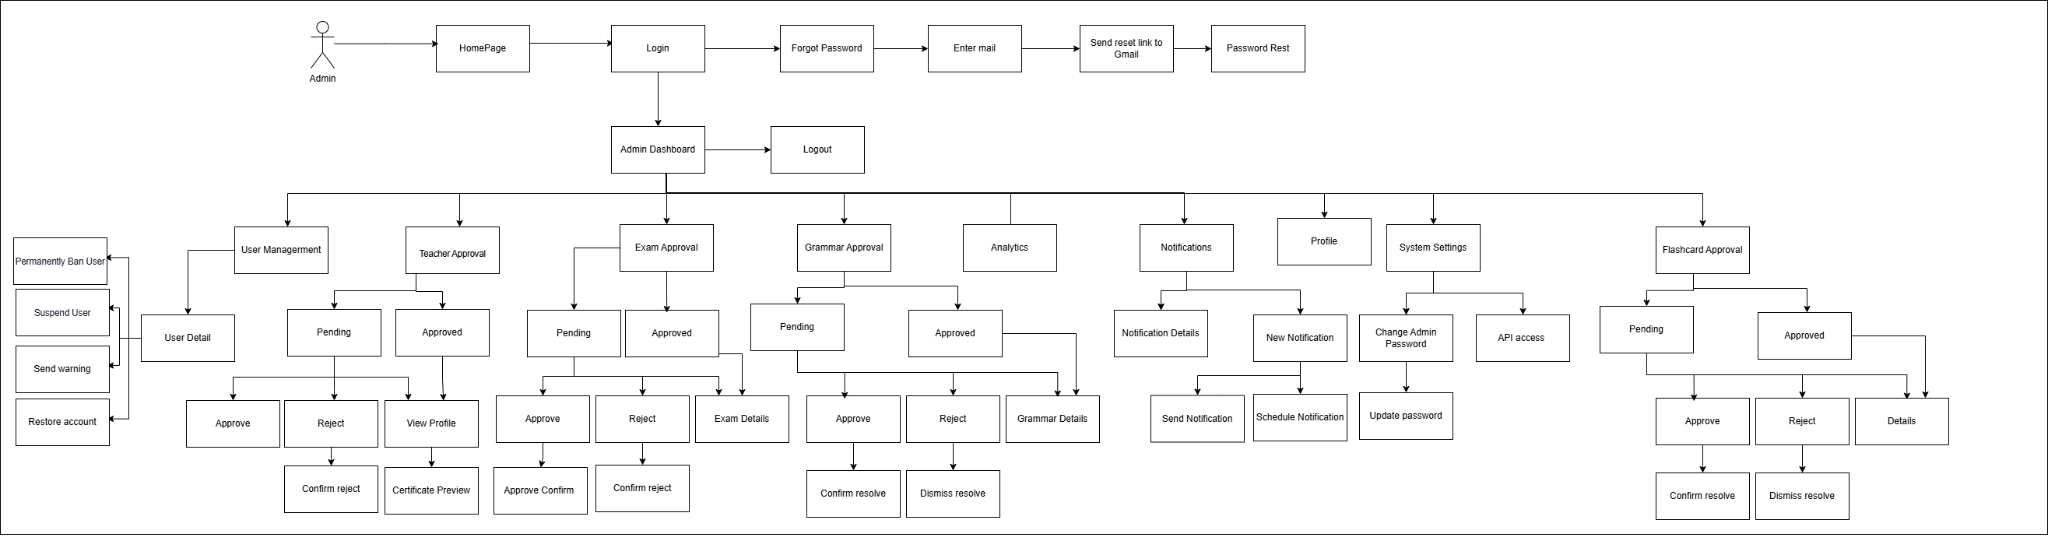 Admin
HomePage
Login
Forgot Password
Enter mail
Send reset link to
Gmail
Password Rest
Admin Dashboard
Logout
User Management
Teacher Approval
Exam Approval
Grammar Approval
Analytics
Notifications
Profile
System Settings
Flashcard Approval
Permanently Ban User
Suspend User
Send warning
Restore account
User Detail
Pending
Approved
Pending
Approved
Pending
Approved
Notification Details
New Notification
Change Admin
Password
API access
Pending
Approved
Approve
Reject
View Profile
Approve
Reject
Exam Details
Approve
Reject
Grammar Details
Send Notification
Schedule Notification
Update password
Approve
Reject
Details
Confirm reject
Certificate Preview
Approve Confirm
Confirm reject
Confirm resolve
Dismiss resolve
Confirm resolve
Dismiss resolve